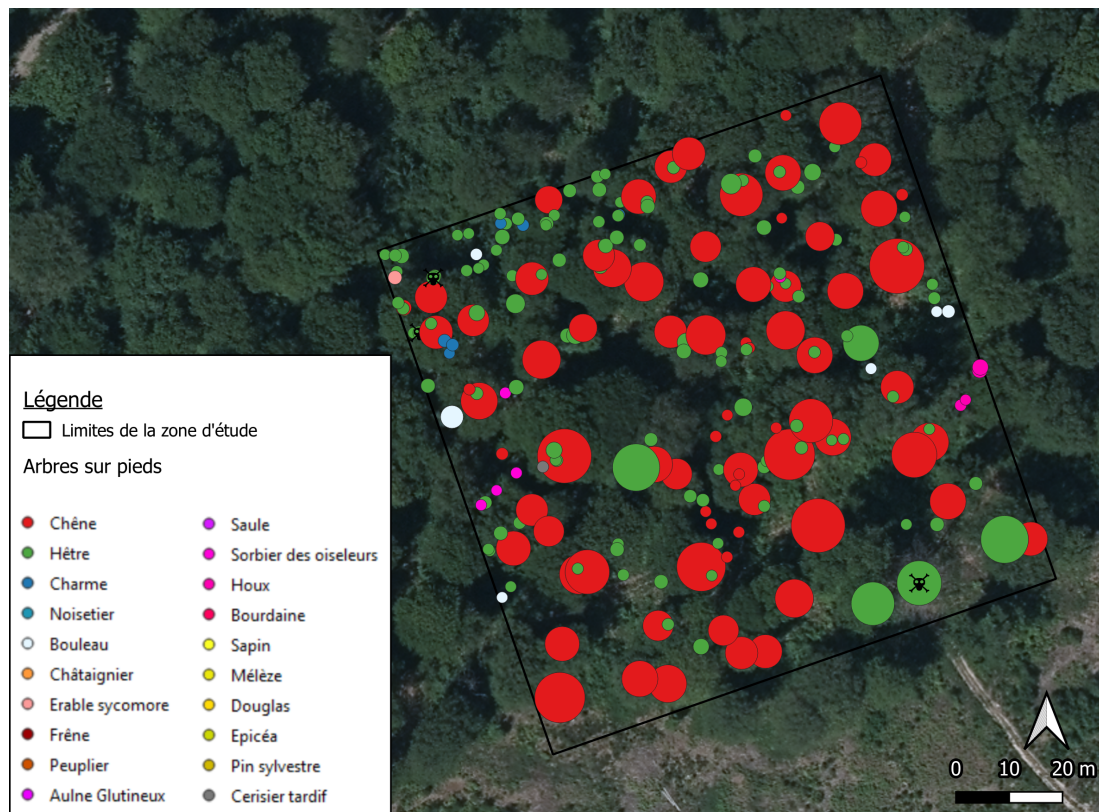 Légende
Limites de la zone d'étude
Arbres sur pieds
Chêne
Hêtre
Charme
Noisetier
Bouleau
Châtaignier
Erable sycomore
Frêne
Peuplier
Aulne Glutineux
Saule
Sorbier des oiseleurs
Houx
Bourdaine
Sapin
Mélèze
Douglas
Epicéa
Pin sylvestre
Cerisier tardif
0 10 20 m